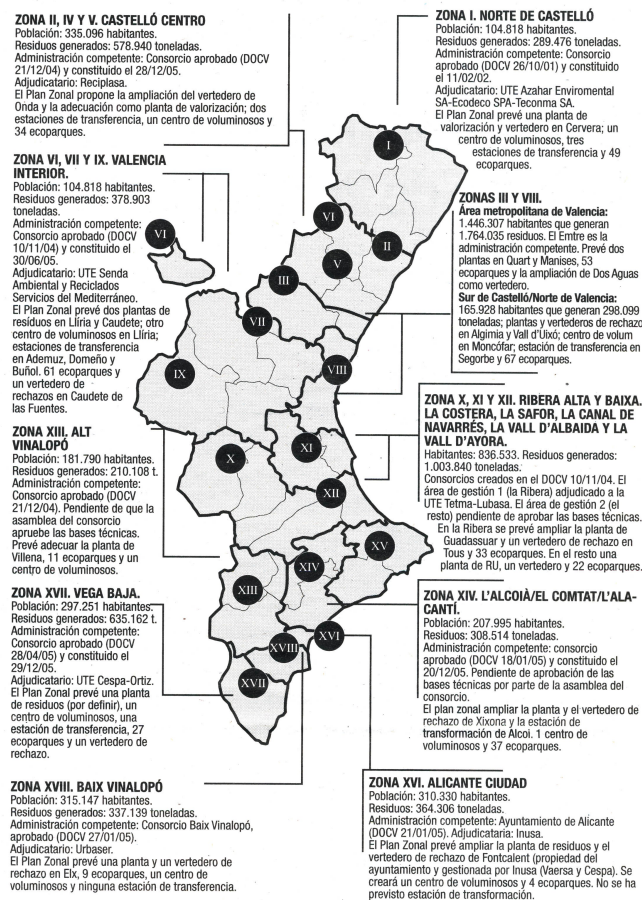 ZONA II, IV Y V. CASTELLÓ CENTRO
Población: 335.096 habitantes.
Residuos generados: 578.940 toneladas.
Administración competente: Consorcio aprobado (DOCV
21/12/04) y constituido el 28/12/05.
Adjudicatario: Reciplasa.
El Plan Zonal propone la ampliación del vertedero de
Onda y la adecuación como planta de valorización; dos
estaciones de transferencia, un centro de voluminosos y
34 ecoparques.
ZONA I. NORTE DE CASTELLÓ
Población: 104.818 habitantes.
Residuos generados: 289.476 toneladas.
Administración competente: Consorcio
aprobado (DOCV 26/10/01) y constituido
el 11/02/02.
Adjudicatario: UTE Azahar Enviromental
SA-Ecodeco SPA-Teconma SA.
El Plan Zonal prevé una planta de
valorización y vertedero en Cervera; un
centro de voluminosos, tres
estaciones de transferencia y 49
ecoparques.
ZONA VI, VII Y IX. VALENCIA
INTERIOR.
Población: 104.818 habitantes.
Residuos generados: 378.903
toneladas.
Administración competente:
Consorcio aprobado (DOCV
10/11/04) y constituido el
30/06/05.
Adjudicatario: UTE Senda
Ambiental y Reciclados
Servicios del Mediterráneo.
El Plan Zonal prevé dos plantas de
residuos en Llíria y Caudete; otro
centro de voluminosos en Llíria;
estaciones de transferencia
en Ademuz, Domeño y
Buñol. 61 ecoparques y
un vertedero de
rechazos en Caudete de
las Fuentes.
ZONAS III Y VIII.
Área metropolitana de Valencia:
1.446.307 habitantes que generan
1.764.035 residuos. El Emtre es la
administración competente. Prevé dos
plantas en Quart y Manises, 53
ecoparques y la ampliación de Dos Aguas
como vertedero.
Sur de Castelló/Norte de Valencia:
165.928 habitantes que generan 298.099
toneladas; plantas y vertederos de rechazo
en Algimia y Vall d'Uixó; centro de volum
en Moncófar; estación de transferencia en
Segorbe y 67 ecoparques.
ZONA X, XI Y XII. RIBERA ALTA Y BAIXA.
LA COSTERA, LA SAFOR, LA CANAL DE
NAVARRÉS, LA VALL D'ALBAIDA Y LA
VALL D'AYORA.
Habitantes: 836.533. Residuos generados:
1.003.840 toneladas.
Consorcios creados en el DOCV 10/11/04. El
área de gestión 1 (la Ribera) adjudicado a la
UTE Tetma-Lubasa. El área de gestión 2 (el
resto) pendiente de aprobar las bases técnicas.
En la Ribera se prevé ampliar la planta de
Guadassuar y un vertedero de rechazo en
Tous y 33 ecoparques. En el resto una
planta de RU, un vertedero y 22 ecoparques.
ZONA XIII. ALT
VINALOPÓ
Población: 181.790 habitantes.
Residuos generados: 210.108 t.
Administración competente:
Consorcio aprobado (DOCV
21/12/04). Pendiente de que la
asamblea del consorcio
apruebe las bases técnicas.
Prevé adecuar la planta de
Villena, 11 ecoparques y un
centro de voluminosos.
ZONA XIV. L'ALCOIÀ/EL COMTAT/L'ALA-
CANTÍ.
Población: 207.995 habitantes.
Residuos: 308.514 toneladas.
Administración competente: consorcio
aprobado (DOCV 18/01/05) y constituido el
20/12/05. Pendiente de aprobación de las
bases técnicas por parte de la asamblea del
consorcio.
El plan zonal ampliar la planta y el vertedero de
rechazo de Xixona y la estación de
transformación de Alcoi. 1 centro de
voluminosos y 37 ecoparques.
ZONA XVII. VEGA BAJA.
Población: 297.251 habitantes.
Residuos generados: 635.162 t.
Administración competente:
Consorcio aprobado (DOCV
28/04/05) y constituido el
29/12/05.
Adjudicatario: UTE Cespa-Ortiz.
El Plan Zonal prevé una planta
de residuos (por definir), un
centro de voluminosos, una
estación de transferencia, 27
ecoparques y un vertedero de
rechazo.
ZONA XVIII. BAIX VINALOPÓ
Población: 315.147 habitantes.
Residuos generados: 337.139 toneladas.
Administración competente: Consorcio Baix Vinalopó,
aprobado (DOCV 27/01/05).
Adjudicatario: Urbaser.
El Plan Zonal prevé una planta y un vertedero de
rechazo en Elx, 9 ecoparques, un centro de
voluminosos y ninguna estación de transferencia.
ZONA XVI. ALICANTE CIUDAD
Población: 310.330 habitantes.
Residuos: 364.306 toneladas.
Administración competente: Ayuntamiento de Alicante
(DOCV 21/01/05). Adjudicataria: Inusa.
El Plan Zonal prevé ampliar la planta de residuos y el
vertedero de rechazo de Fontcalent (propiedad del
ayuntamiento y gestionada por Inusa (Vaersa y Cespa). Se
creará un centro de voluminosos y 4 ecoparques. No se ha
previsto estación de transformación.
I
VI
VI
II
V
III
VII
VIII
IX
XI
X
XII
XV
XIV
XIII
XVI
XVIII
XVII